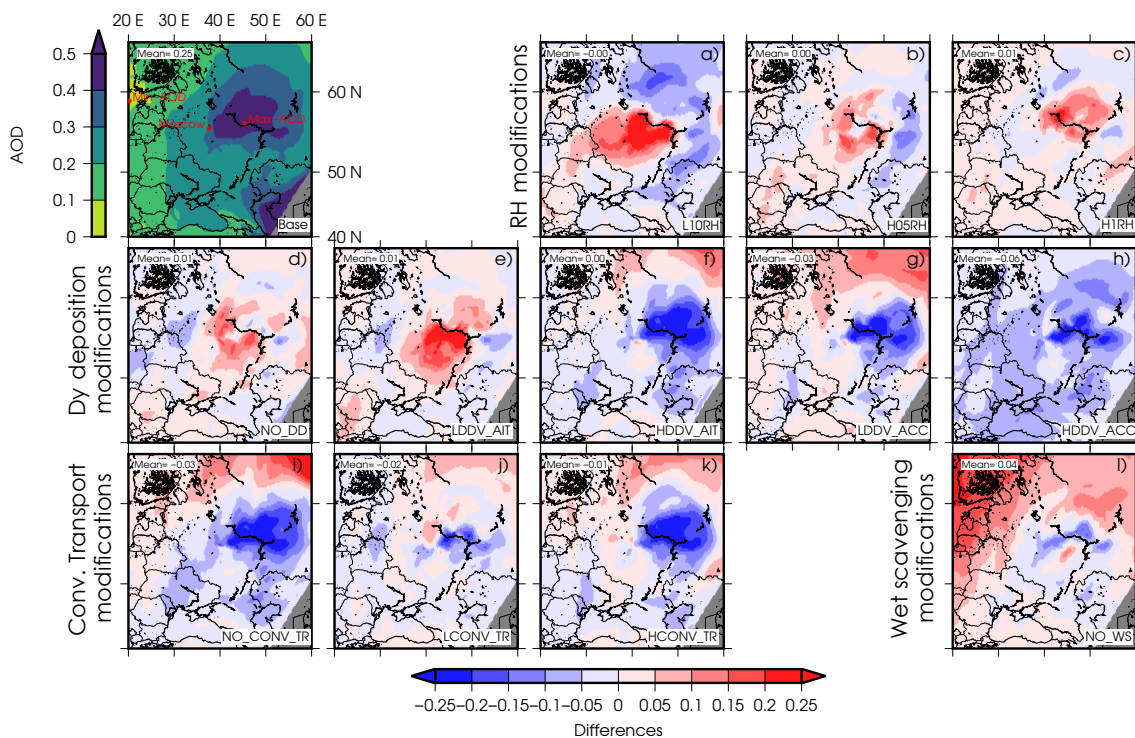 20 E 30 E 40 E 50 E 60 E
AOD
0.5
0.4
0.3
0.2
0.1
0
Mean= 0.25
Moscow
Max_AOD
Base
60 N
50 N
40 N
RH modifications
Mean= −0.00
a)
L10RH
Mean= 0.00
b)
H05RH
Mean= 0.01
c)
H1RH
Dy deposition
modifications
Mean= 0.01
d)
NO_DD
Mean= 0.01
e)
LDDV_AIT
Mean= 0.00
f)
HDDV_AIT
Mean= −0.03
g)
LDDV_ACC
Mean= −0.06
h)
HDDV_ACC
Conv. Transport
modifications
Mean= −0.03
i)
NO_CONV_TR
Mean= −0.02
j)
LCONV_TR
Mean= −0.01
k)
HCONV_TR
Wet scavenging
modifications
Mean= 0.04
l)
NO_WS
−0.25 −0.2 −0.15 −0.1 −0.05 0 0.05 0.1 0.15 0.2 0.25
Differences